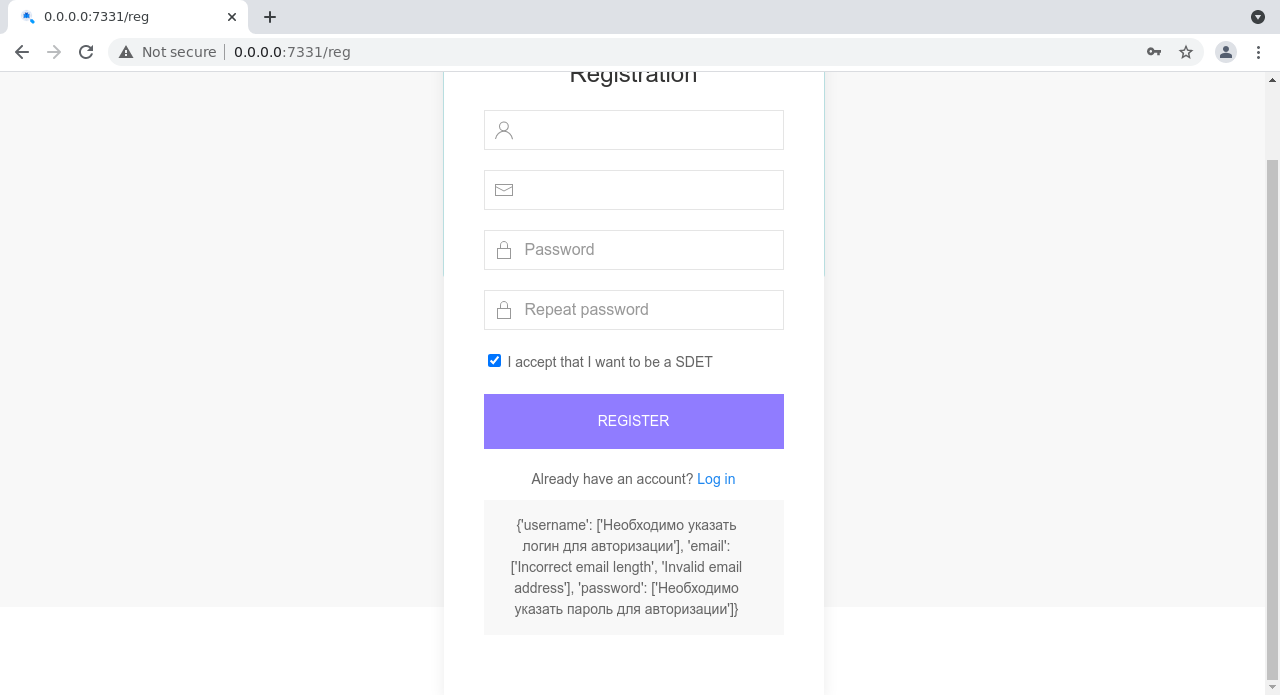 0.0.0.0:7331/reg
Not secure 0.0.0.0:7331/reg
Registration
Password
Repeat password
I accept that I want to be a SDET
REGISTER
Already have an account? Log in
{'username': ['Необходимо указать
логин для авторизации'], 'email':
['Incorrect email length', 'Invalid email
address'], 'password': ['Необходимо
указать пароль для авторизации']}